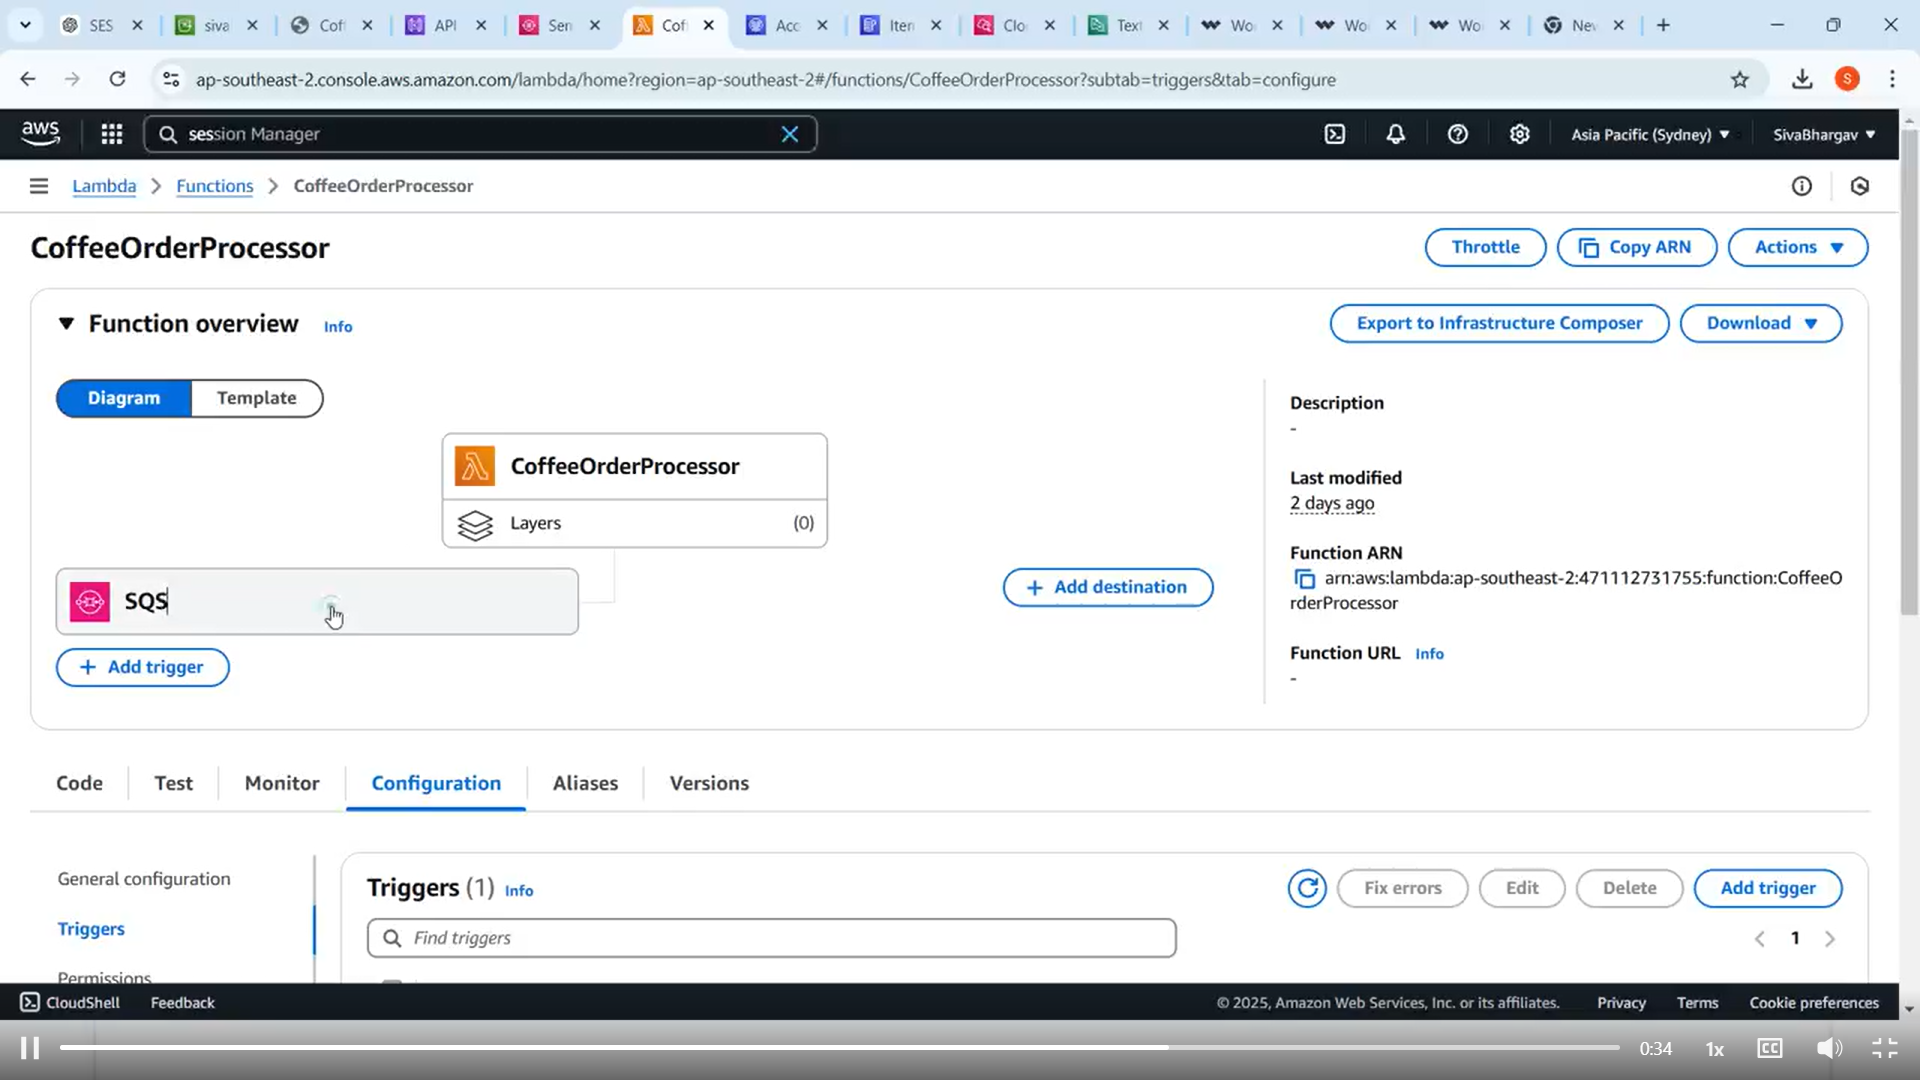 SES
siva
Coff
API
Sen
Cof
Acc
Iten
Clo
Text
Wo
Wo
Wo
Nev
ap-southeast-2.console.aws.amazon.com/lambda/home?region=ap-southeast-2#/functions/CoffeeOrderProcessor?subtab=triggers&tab=configure
S
aws
session Manager
Asia Pacific (Sydney)
SivaBhargav
Lambda > Functions > CoffeeOrderProcessor
CoffeeOrderProcessor
Throttle
Copy ARN
Actions
Function overview Info
Export to Infrastructure Composer
Download
Diagram
Template
CoffeeOrderProcessor
Layers (0)
SQS
+ Add trigger
+ Add destination
Description
-
Last modified
2 days ago
Function ARN
arn:aws:lambda:ap-southeast-2:471112731755:function:CoffeeO
rderProcessor
Function URL Info
-
Code
Test
Monitor
Configuration
Aliases
Versions
General configuration
Triggers
Permissions
Triggers (1) Info
Fix errors
Edit
Delete
Add trigger
Find triggers
1
CloudShell
Feedback
© 2025, Amazon Web Services, Inc. or its affiliates.
Privacy
Terms
Cookie preferences
0:34
1x
CC